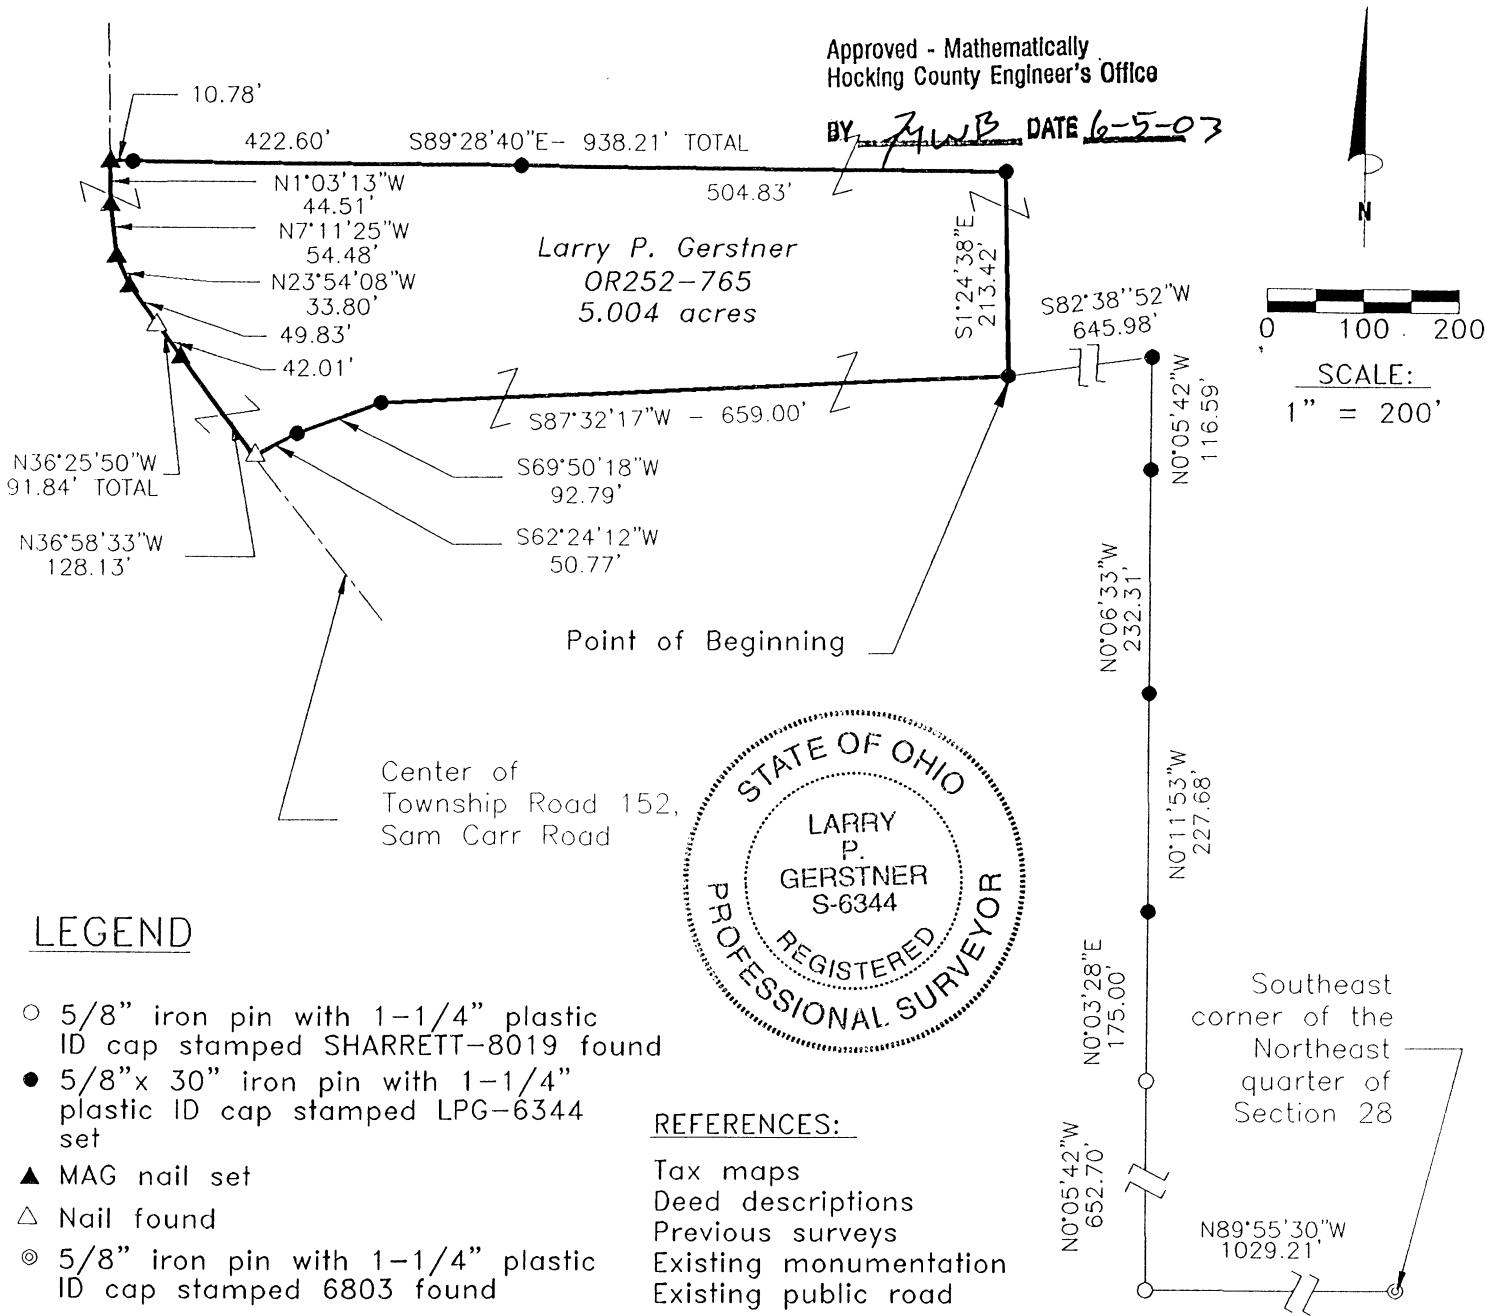 Approved - Mathematically
Hocking County Engineer's Office
BY DATE 6-5-03
10.78'
422.60' S89°28'40"E- 938.21' TOTAL
504.83'
N1°03'13"W
44.51'
N7°11'25"W
54.48'
N23°54'08"W
33.80'
49.83'
42.01'
Larry P. Gerstner
OR252-765
5.004 acres
S1°24'38"E
213.42'
N
S82°38''52"W
645.98'
0 100 200
SCALE:
1" = 200'
S87°32'17"W - 659.00'
N36°25'50"W
91.84' TOTAL
N36°58'33"W
128.13'
S69°50'18"W
92.79'
S62°24'12"W
50.77'
N0°05'42"W
116.59'
N0°06'33"W
232.31'
Point of Beginning
N0°11'53"W
227.68'
Center of
Township Road 152,
Sam Carr Road
STATE OF OHIO
LARRY
P.
GERSTNER
S-6344
REGISTERED
PROFESSIONAL SURVEYOR
N0°03'28"E
175.00'
Southeast
corner of the
Northeast
quarter of
Section 28
N0°05'42"W
652.70'
N89°55'30"W
1029.21'
LEGEND
5/8" iron pin with 1-1/4" plastic
ID cap stamped SHARRETT-8019 found
5/8"x 30" iron pin with 1-1/4"
plastic ID cap stamped LPG-6344
set
MAG nail set
Nail found
5/8" iron pin with 1-1/4" plastic
ID cap stamped 6803 found
REFERENCES:
Tax maps
Deed descriptions
Previous surveys
Existing monumentation
Existing public road